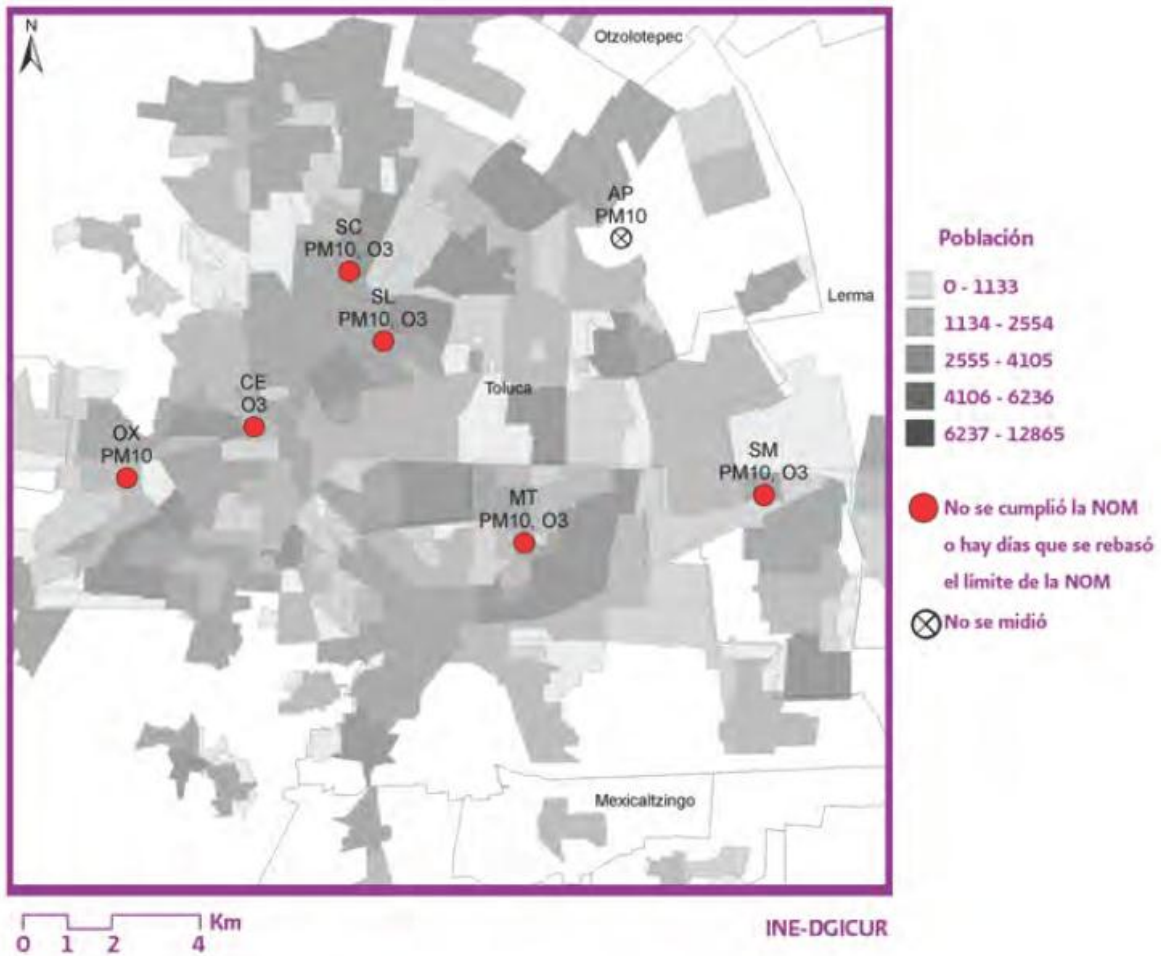 N
Otzolotepec
AP
PM10
SC
PM10, O3
SL
PM10, O3
Lerma
CE
O3
Toluca
OX
PM10
SM
PM10, O3
MT
PM10, O3
Mexicaltzingo
Población
0 - 1133
1134 - 2554
2555 - 4105
4106 - 6236
6237 - 12865
No se cumplió la NOM
o hay días que se rebasó
el límite de la NOM
No se midió
Km
0 1 2 4
INE-DGICUR